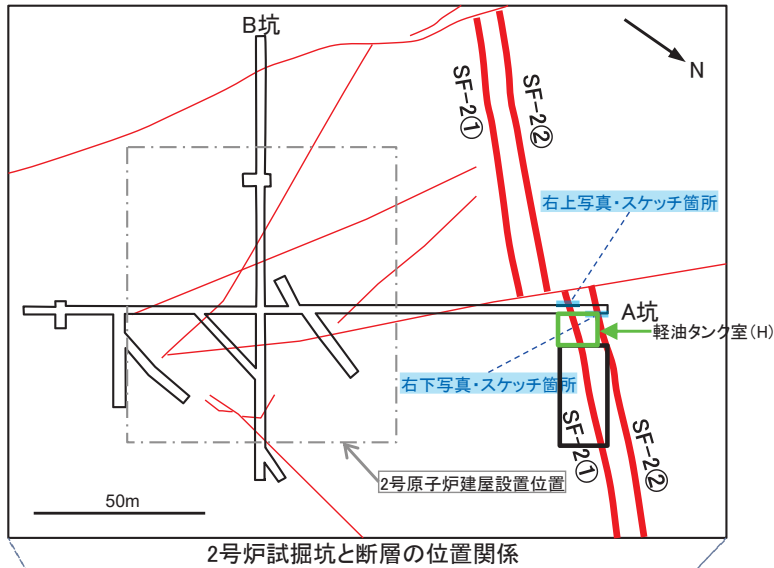 B坑
N
SF-2①
SF-2②
右上写真・スケッチ箇所
A坑
軽油タンク室(H)
右下写真・スケッチ箇所
SF-2①
SF-2②
2号原子炉建屋設置位置
50m
2号炉試掘坑と断層の位置関係